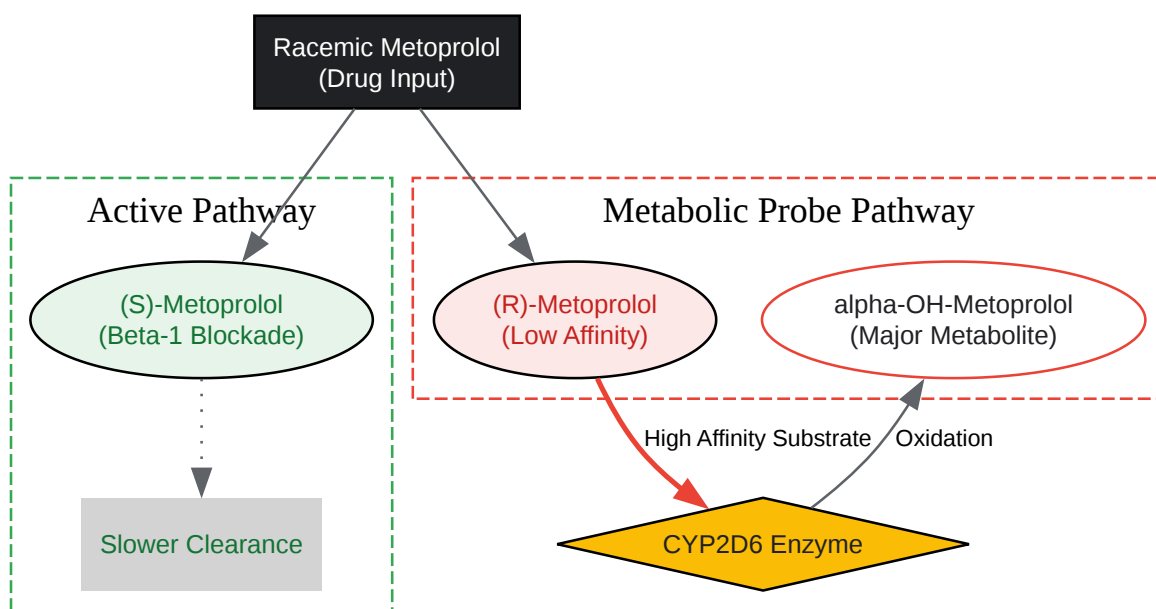 Racemic Metoprolol
(Drug Input)
Active Pathway
Metabolic Probe Pathway
(S)-Metoprolol
(Beta-1 Blockade)
(R)-Metoprolol
(Low Affinity)
alpha-OH-Metoprolol
(Major Metabolite)
High Affinity Substrate
Oxidation
Slower Clearance
CYP2D6 Enzyme